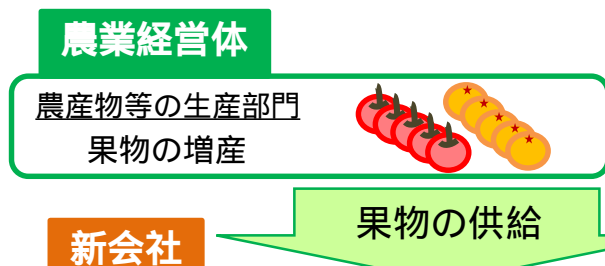 農業経営体
農産物等の生産部門
果物の増産
果物の供給
新会社